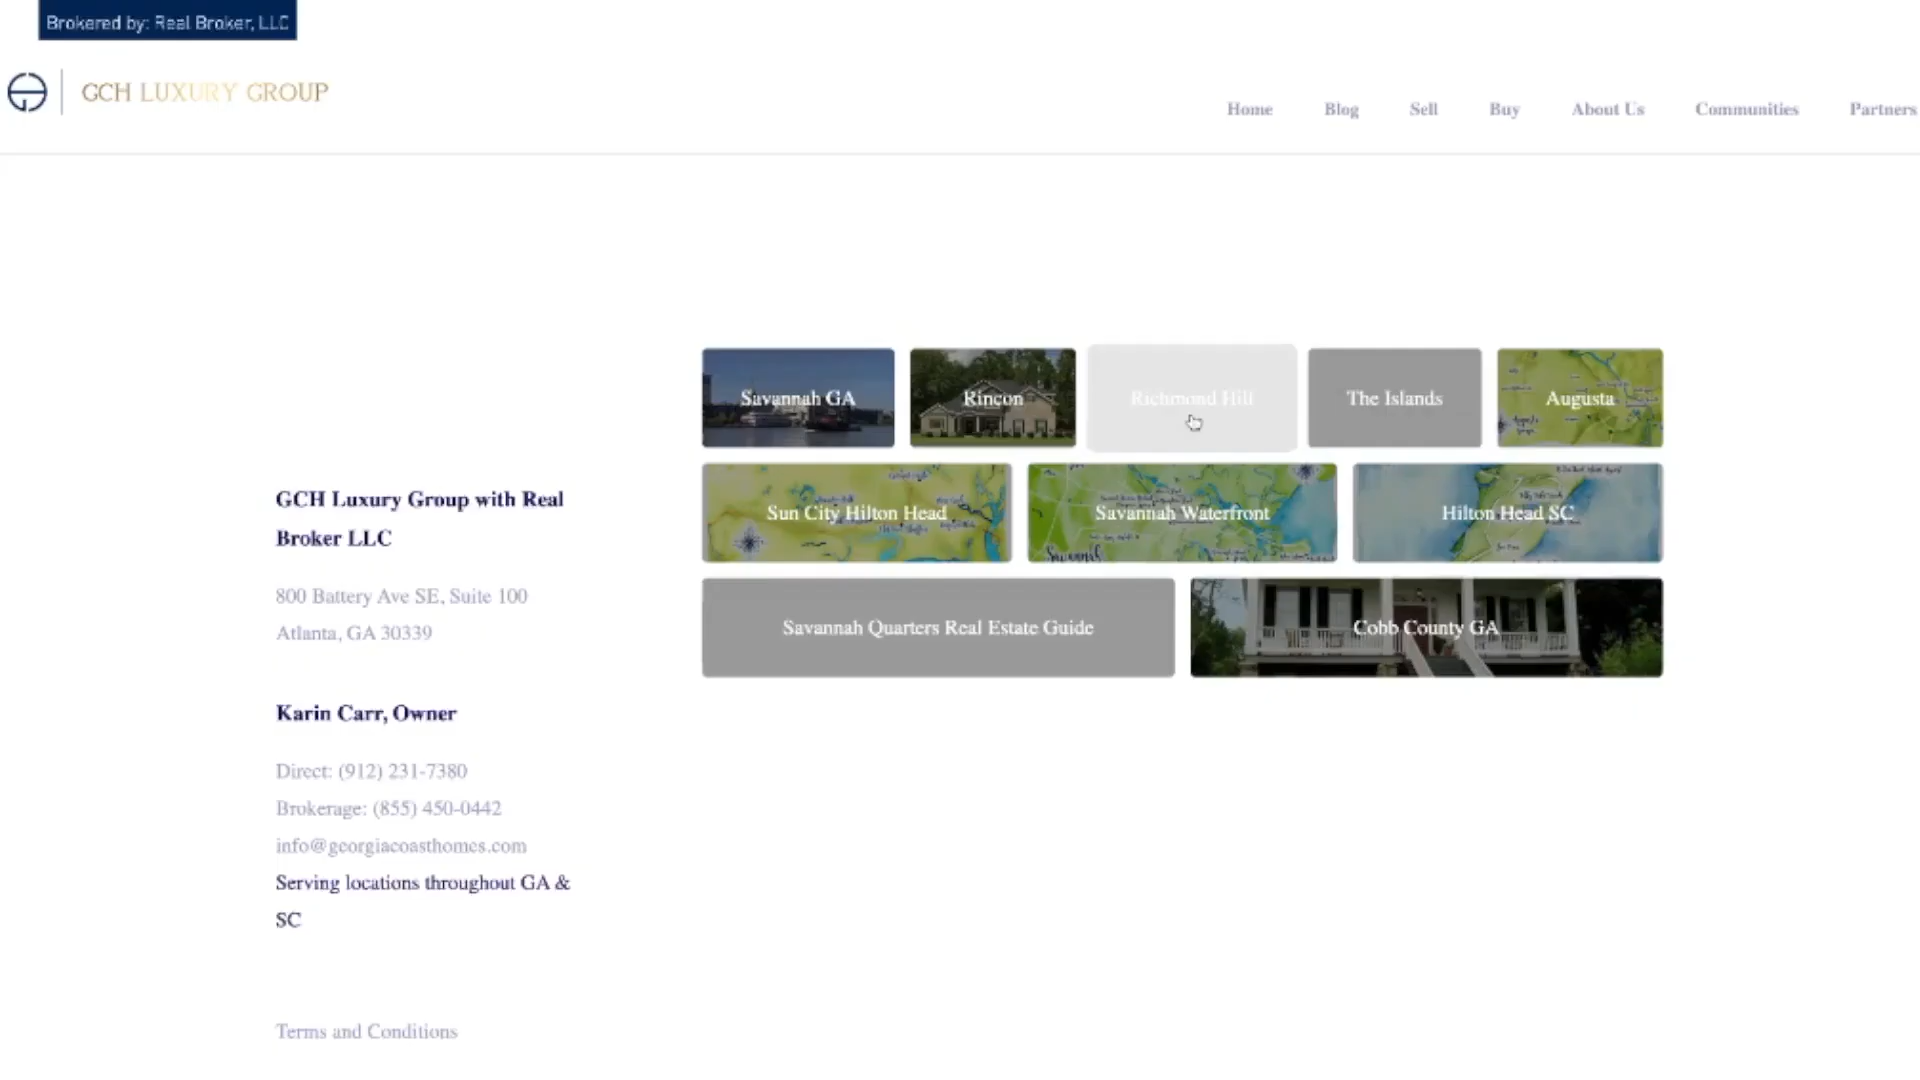 Brokered by: Real Broker, LLC
GCH LUXURY GROUP
Home Blog Sell Buy About Us Communities Partners
Savannah GA
Rincon
Richmond Hill
The Islands
Augusta
Sun City Hilton Head
Savannah Waterfront
Savannah
Hilton Head SC
Savannah Quarters Real Estate Guide
Cobb County GA
GCH Luxury Group with Real
Broker LLC
800 Battery Ave SE, Suite 100
Atlanta, GA 30339
Karin Carr, Owner
Direct: (912) 231-7380
Brokerage: (855) 450-0442
info@georgiacoasthomes.com
Serving locations throughout GA &
SC
Terms and Conditions